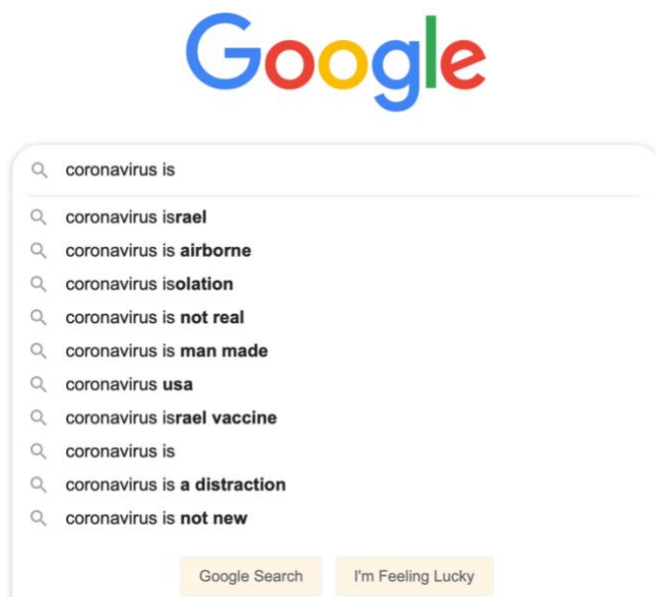 Google
coronavirus is
coronavirus israel
coronavirus is airborne
coronavirus isolation
coronavirus is not real
coronavirus is man made
coronavirus usa
coronavirus israel vaccine
coronavirus is
coronavirus is a distraction
coronavirus is not new
Google Search I'm Feeling Lucky